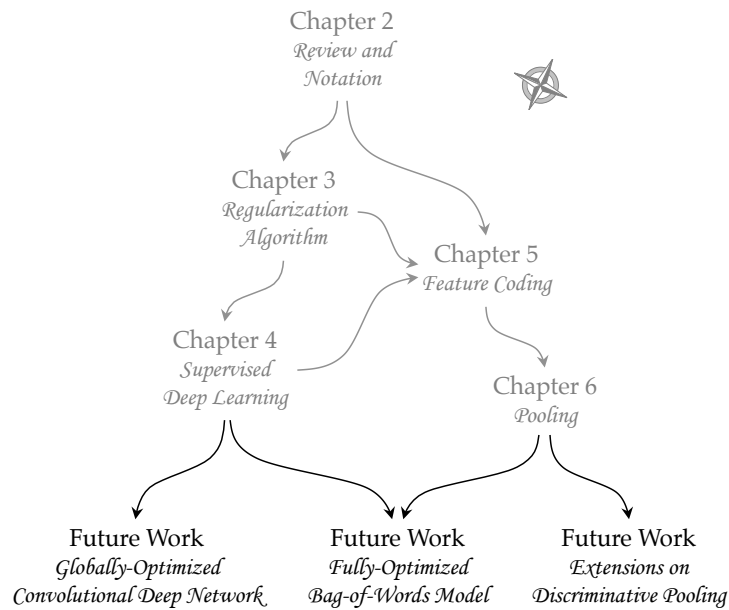 Chapter 2
Review and
Notation
Chapter 3
Regularization
Algorithm
Chapter 5
Feature Coding
Chapter 4
Supervised
Deep Learning
Chapter 6
Pooling
Future Work
Globally-Optimized
Convolutional Deep Network
Future Work
Fully-Optimized
Bag-of-Words Model
Future Work
Extensions on
Discriminative Pooling